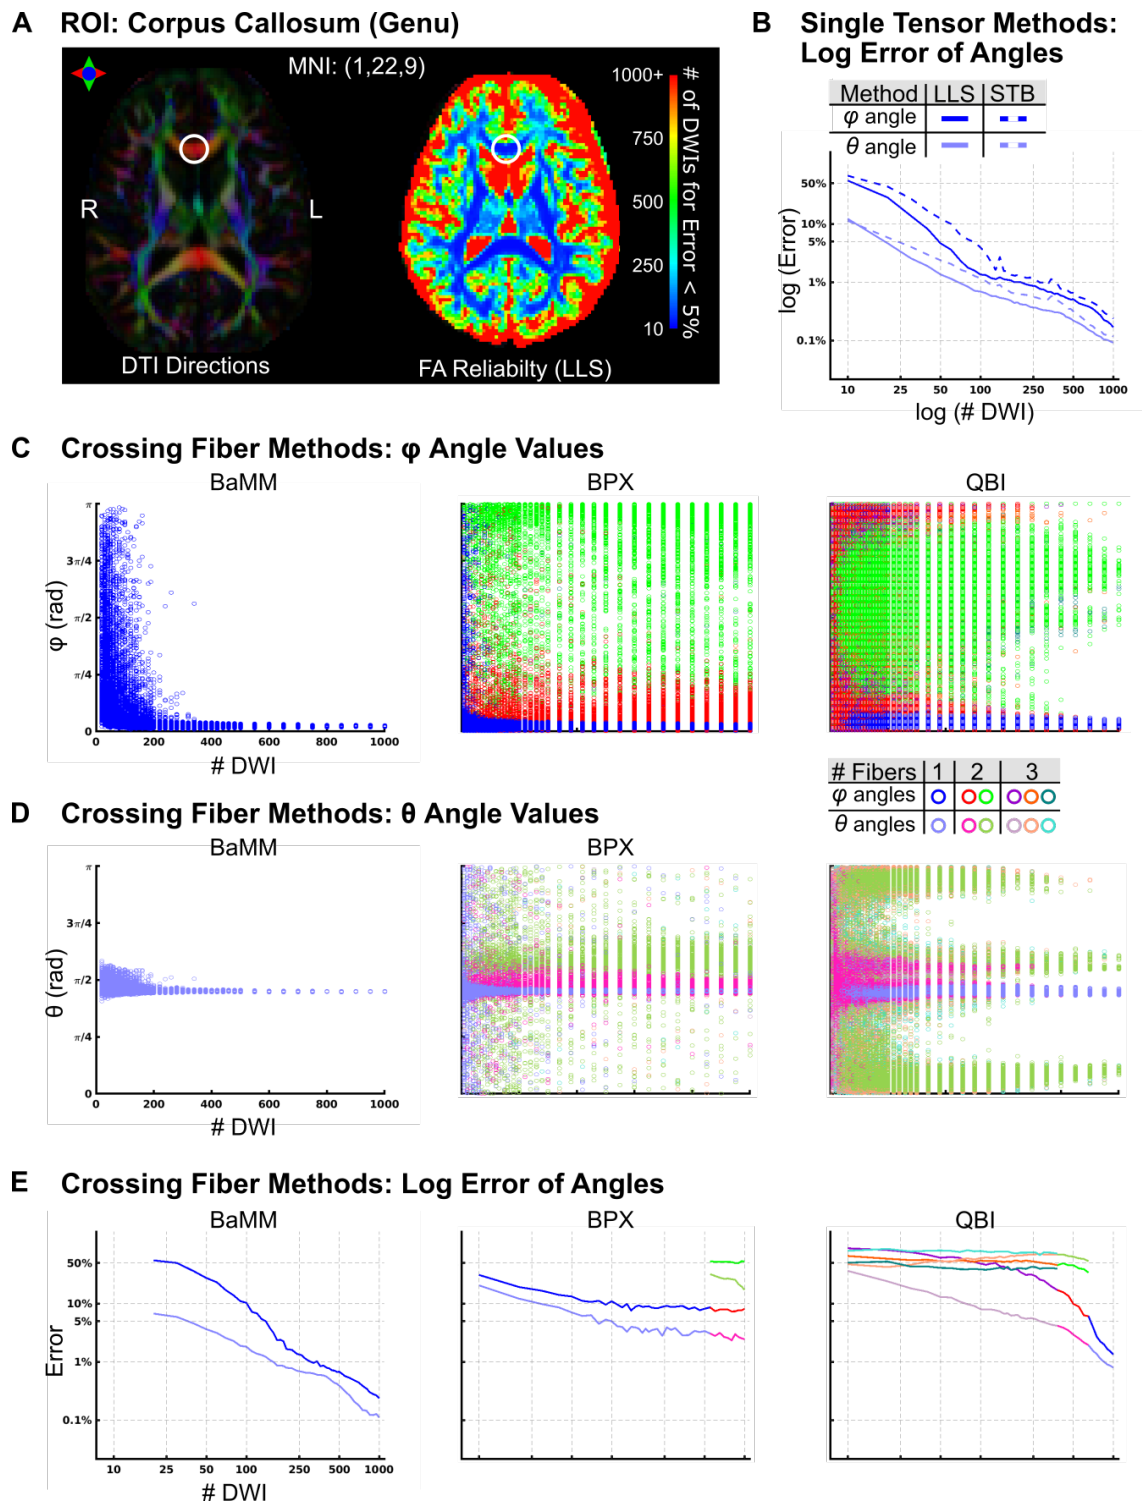 A ROI: Corpus Callosum (Genu)
MNI: (1,22,9)
R
L
DTI Directions
FA Reliabilty (LLS)
1000+
750
500
250
10
# of DWIs for Error < 5%
B Single Tensor Methods:
Log Error of Angles
Method LLS STB
φ angle
θ angle
log (Error)
50%
10%
5%
1%
0.1%
10 25 50 100 250 500 1000
log (# DWI)
C Crossing Fiber Methods: φ Angle Values
BaMM BPX QBI
φ (rad)
π
3π/4
π/2
π/4
0
0 200 400 600 800 1000
# DWI
# Fibers 1 2 3
φ angles
θ angles
D Crossing Fiber Methods: θ Angle Values
BaMM BPX
θ (rad)
π
3π/4
π/2
π/4
0
0 200 400 600 800 1000
# DWI
E Crossing Fiber Methods: Log Error of Angles
BaMM BPX QBI
Error
50%
10%
5%
1%
0.1%
10 25 50 100 250 500 1000
# DWI